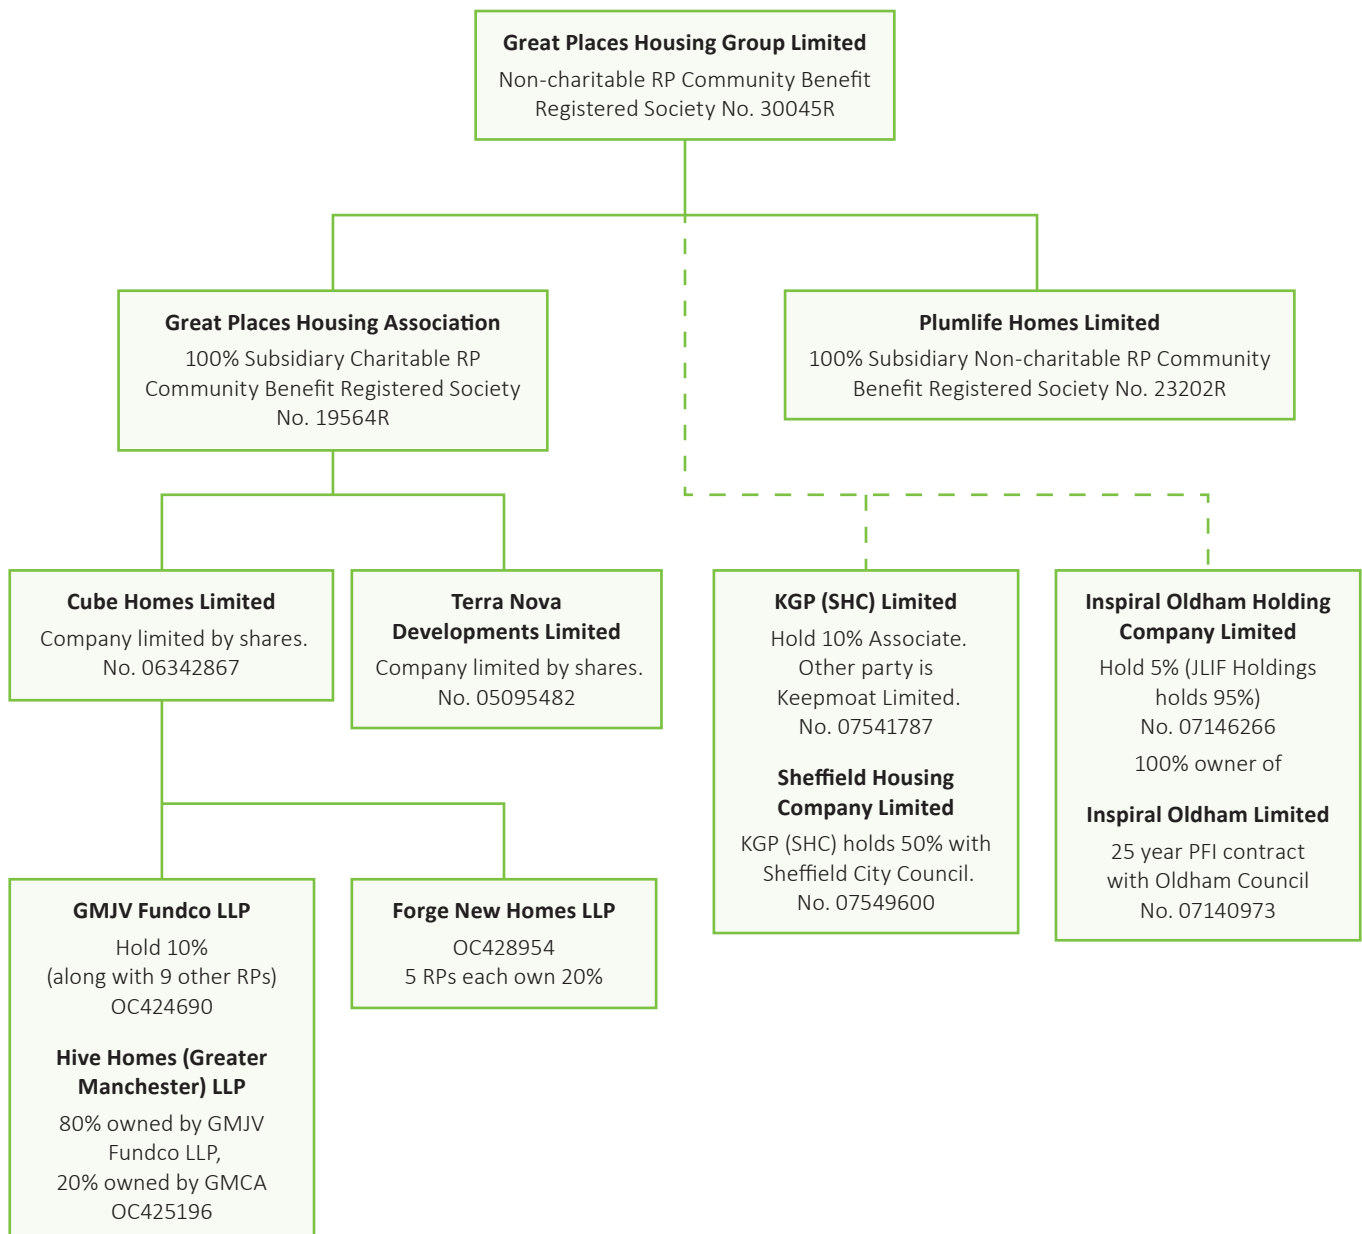 Great Places Housing Group Limited
Non-charitable RP Community Benefit
Registered Society No. 30045R
Great Places Housing Association
100% Subsidiary Charitable RP
Community Benefit Registered Society
No. 19564R
Plumlife Homes Limited
100% Subsidiary Non-charitable RP Community
Benefit Registered Society No. 23202R
Cube Homes Limited
Company limited by shares.
No. 06342867
Terra Nova
Developments Limited
Company limited by shares.
No. 05095482
KGP (SHC) Limited
Hold 10% Associate.
Other party is
Keepmoat Limited.
No. 07541787
Sheffield Housing
Company Limited
KGP (SHC) holds 50% with
Sheffield City Council.
No. 07549600
Inspiral Oldham Holding
Company Limited
Hold 5% (JLIF Holdings
holds 95%)
No. 07146266
100% owner of
Inspiral Oldham Limited
25 year PFI contract
with Oldham Council
No. 07140973
GMJV Fundco LLP
Hold 10%
(along with 9 other RPs)
OC424690
Hive Homes (Greater
Manchester) LLP
80% owned by GMJV
Fundco LLP,
20% owned by GMCA
OC425196
Forge New Homes LLP
OC428954
5 RPs each own 20%